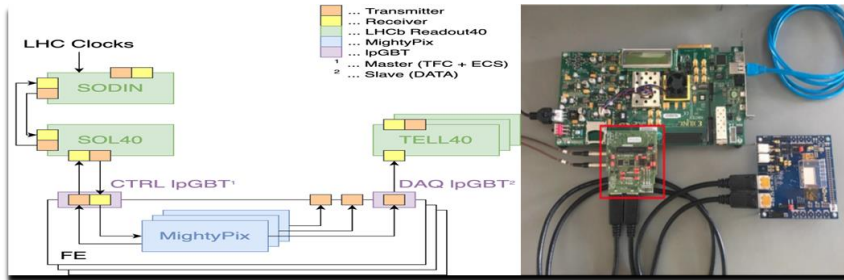 ... Transmitter
... Receiver
... LHCb Readout40
... MightyPix
... lpGBT
¹ ... Master (TFC + ECS)
² ... Slave (DATA)
LHC Clocks
SODIN
SOL40
TELL40
CTRL lpGBT¹
DAQ lpGBT²
MightyPix
FE